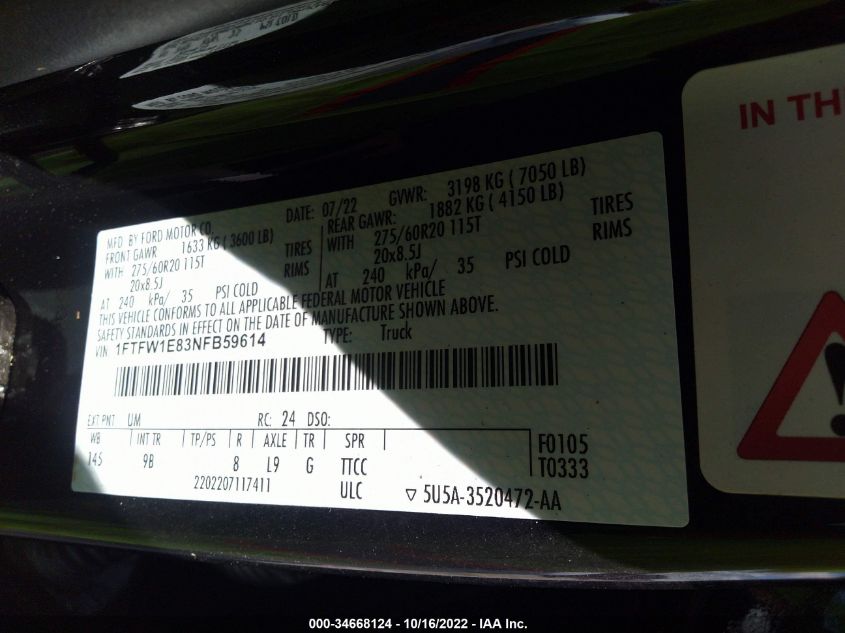 MFD BY FORD MOTOR CO. DATE: 07/22 GVWR: 3198 KG ( 7050 LB)
FRONT GAWR 1633 KG ( 3600 LB) REAR GAWR: 1882 KG ( 4150 LB)
WITH 275/60R20 115T TIRES WITH 275/60R20 115T TIRES
20x8.5J RIMS 20x8.5J RIMS
AT 240 kPa/ 35 PSI COLD AT 240 kPa/ 35 PSI COLD
THIS VEHICLE CONFORMS TO ALL APPLICABLE FEDERAL MOTOR VEHICLE
SAFETY STANDARDS IN EFFECT ON THE DATE OF MANUFACTURE SHOWN ABOVE.
VIN: 1FTFW1E83NFB59614 TYPE: Truck
EXT PNT UM RC: 24 DSO:
WB INT TR TP/PS R AXLE TR SPR F0105
145 9B 8 L9 G TTCC T0333
2202207117411 ULC ▽ 5U5A-3520472-AA
IN TH
!
000-34668124 - 10/16/2022 - IAA Inc.